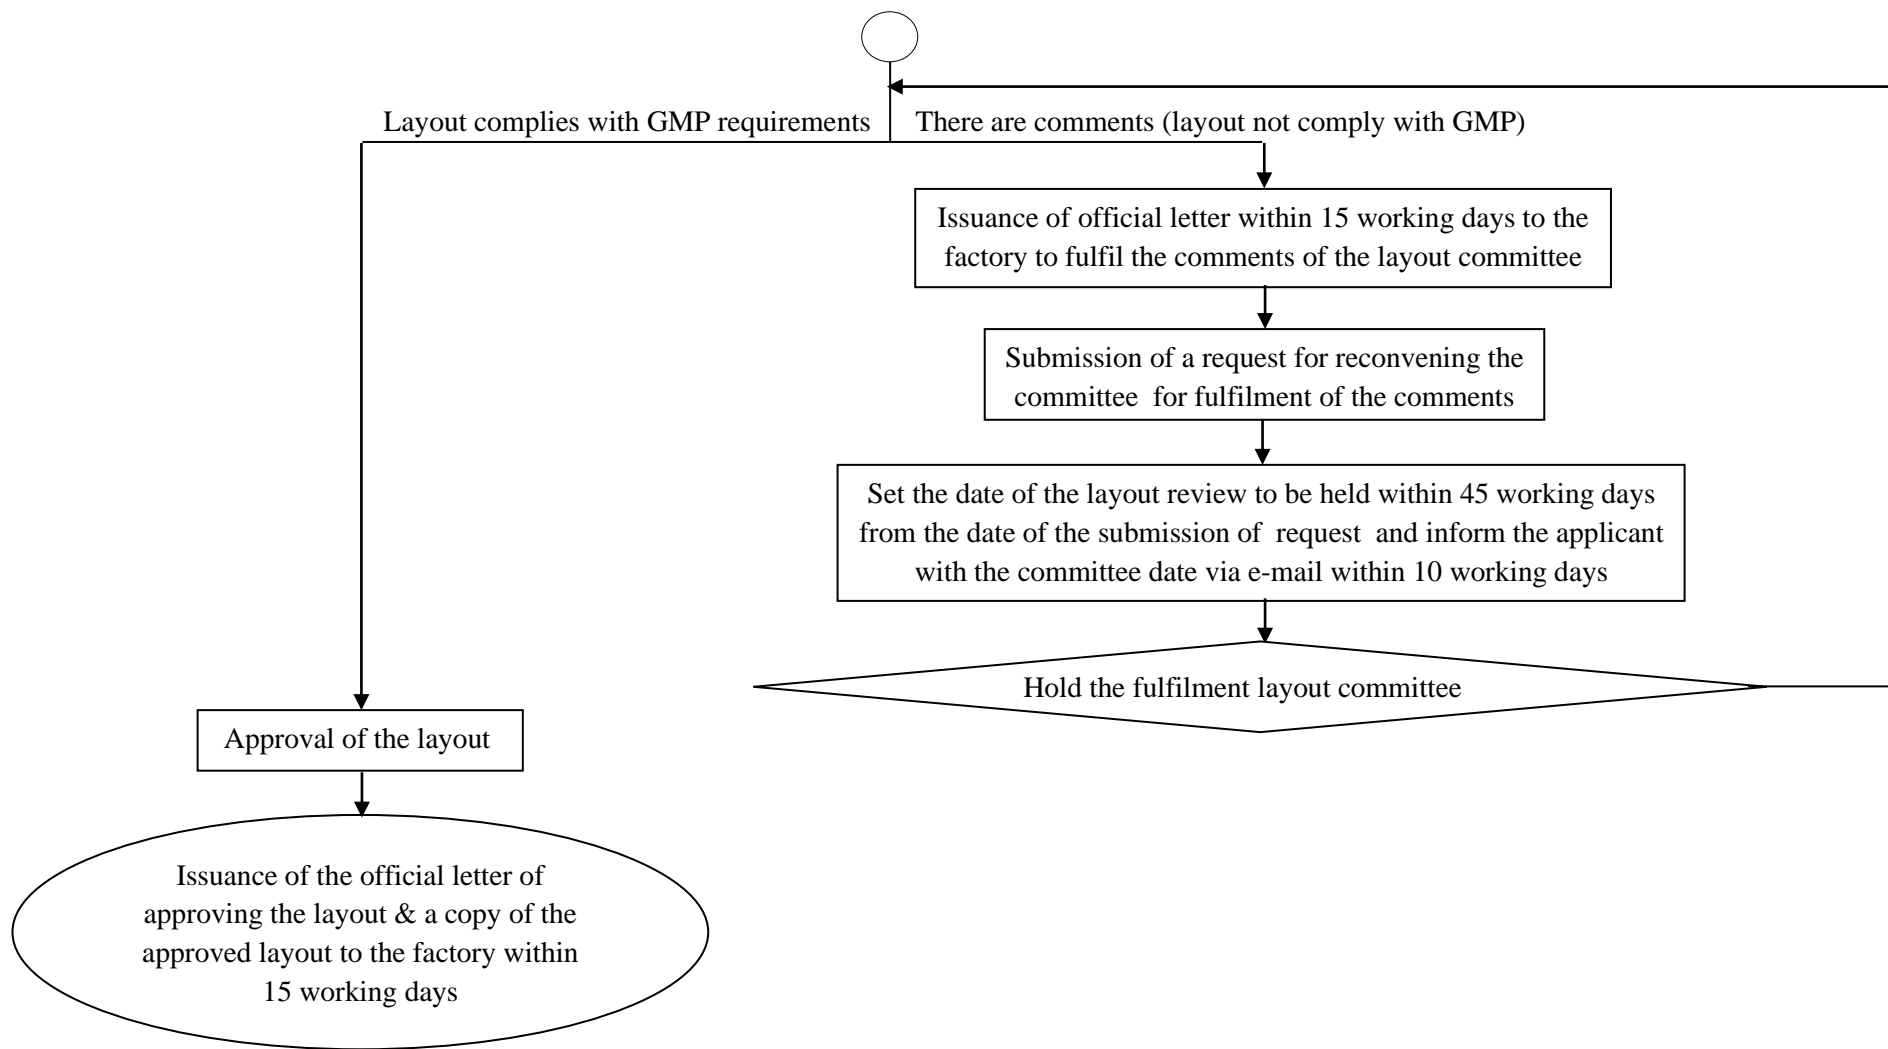 Layout complies with GMP requirements
There are comments (layout not comply with GMP)
Issuance of official letter within 15 working days to the
factory to fulfil the comments of the layout committee
Submission of a request for reconvening the
committee  for fulfilment of the comments
Set the date of the layout review to be held within 45 working days
from the date of the submission of  request  and inform the applicant
with the committee date via e-mail within 10 working days
Hold the fulfilment layout committee
Approval of the layout
Issuance of the official letter of
approving the layout & a copy of the
approved layout to the factory within
15 working days